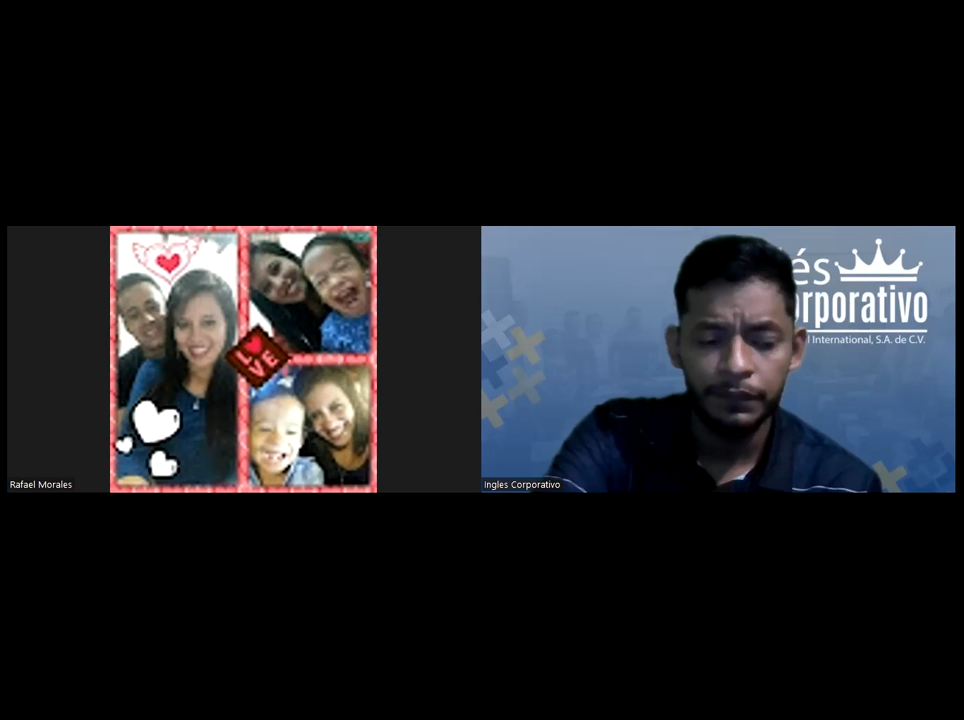 LOVE
Rafael Morales
és
orporativo
l International, S.A. de C.V.
Ingles Corporativo